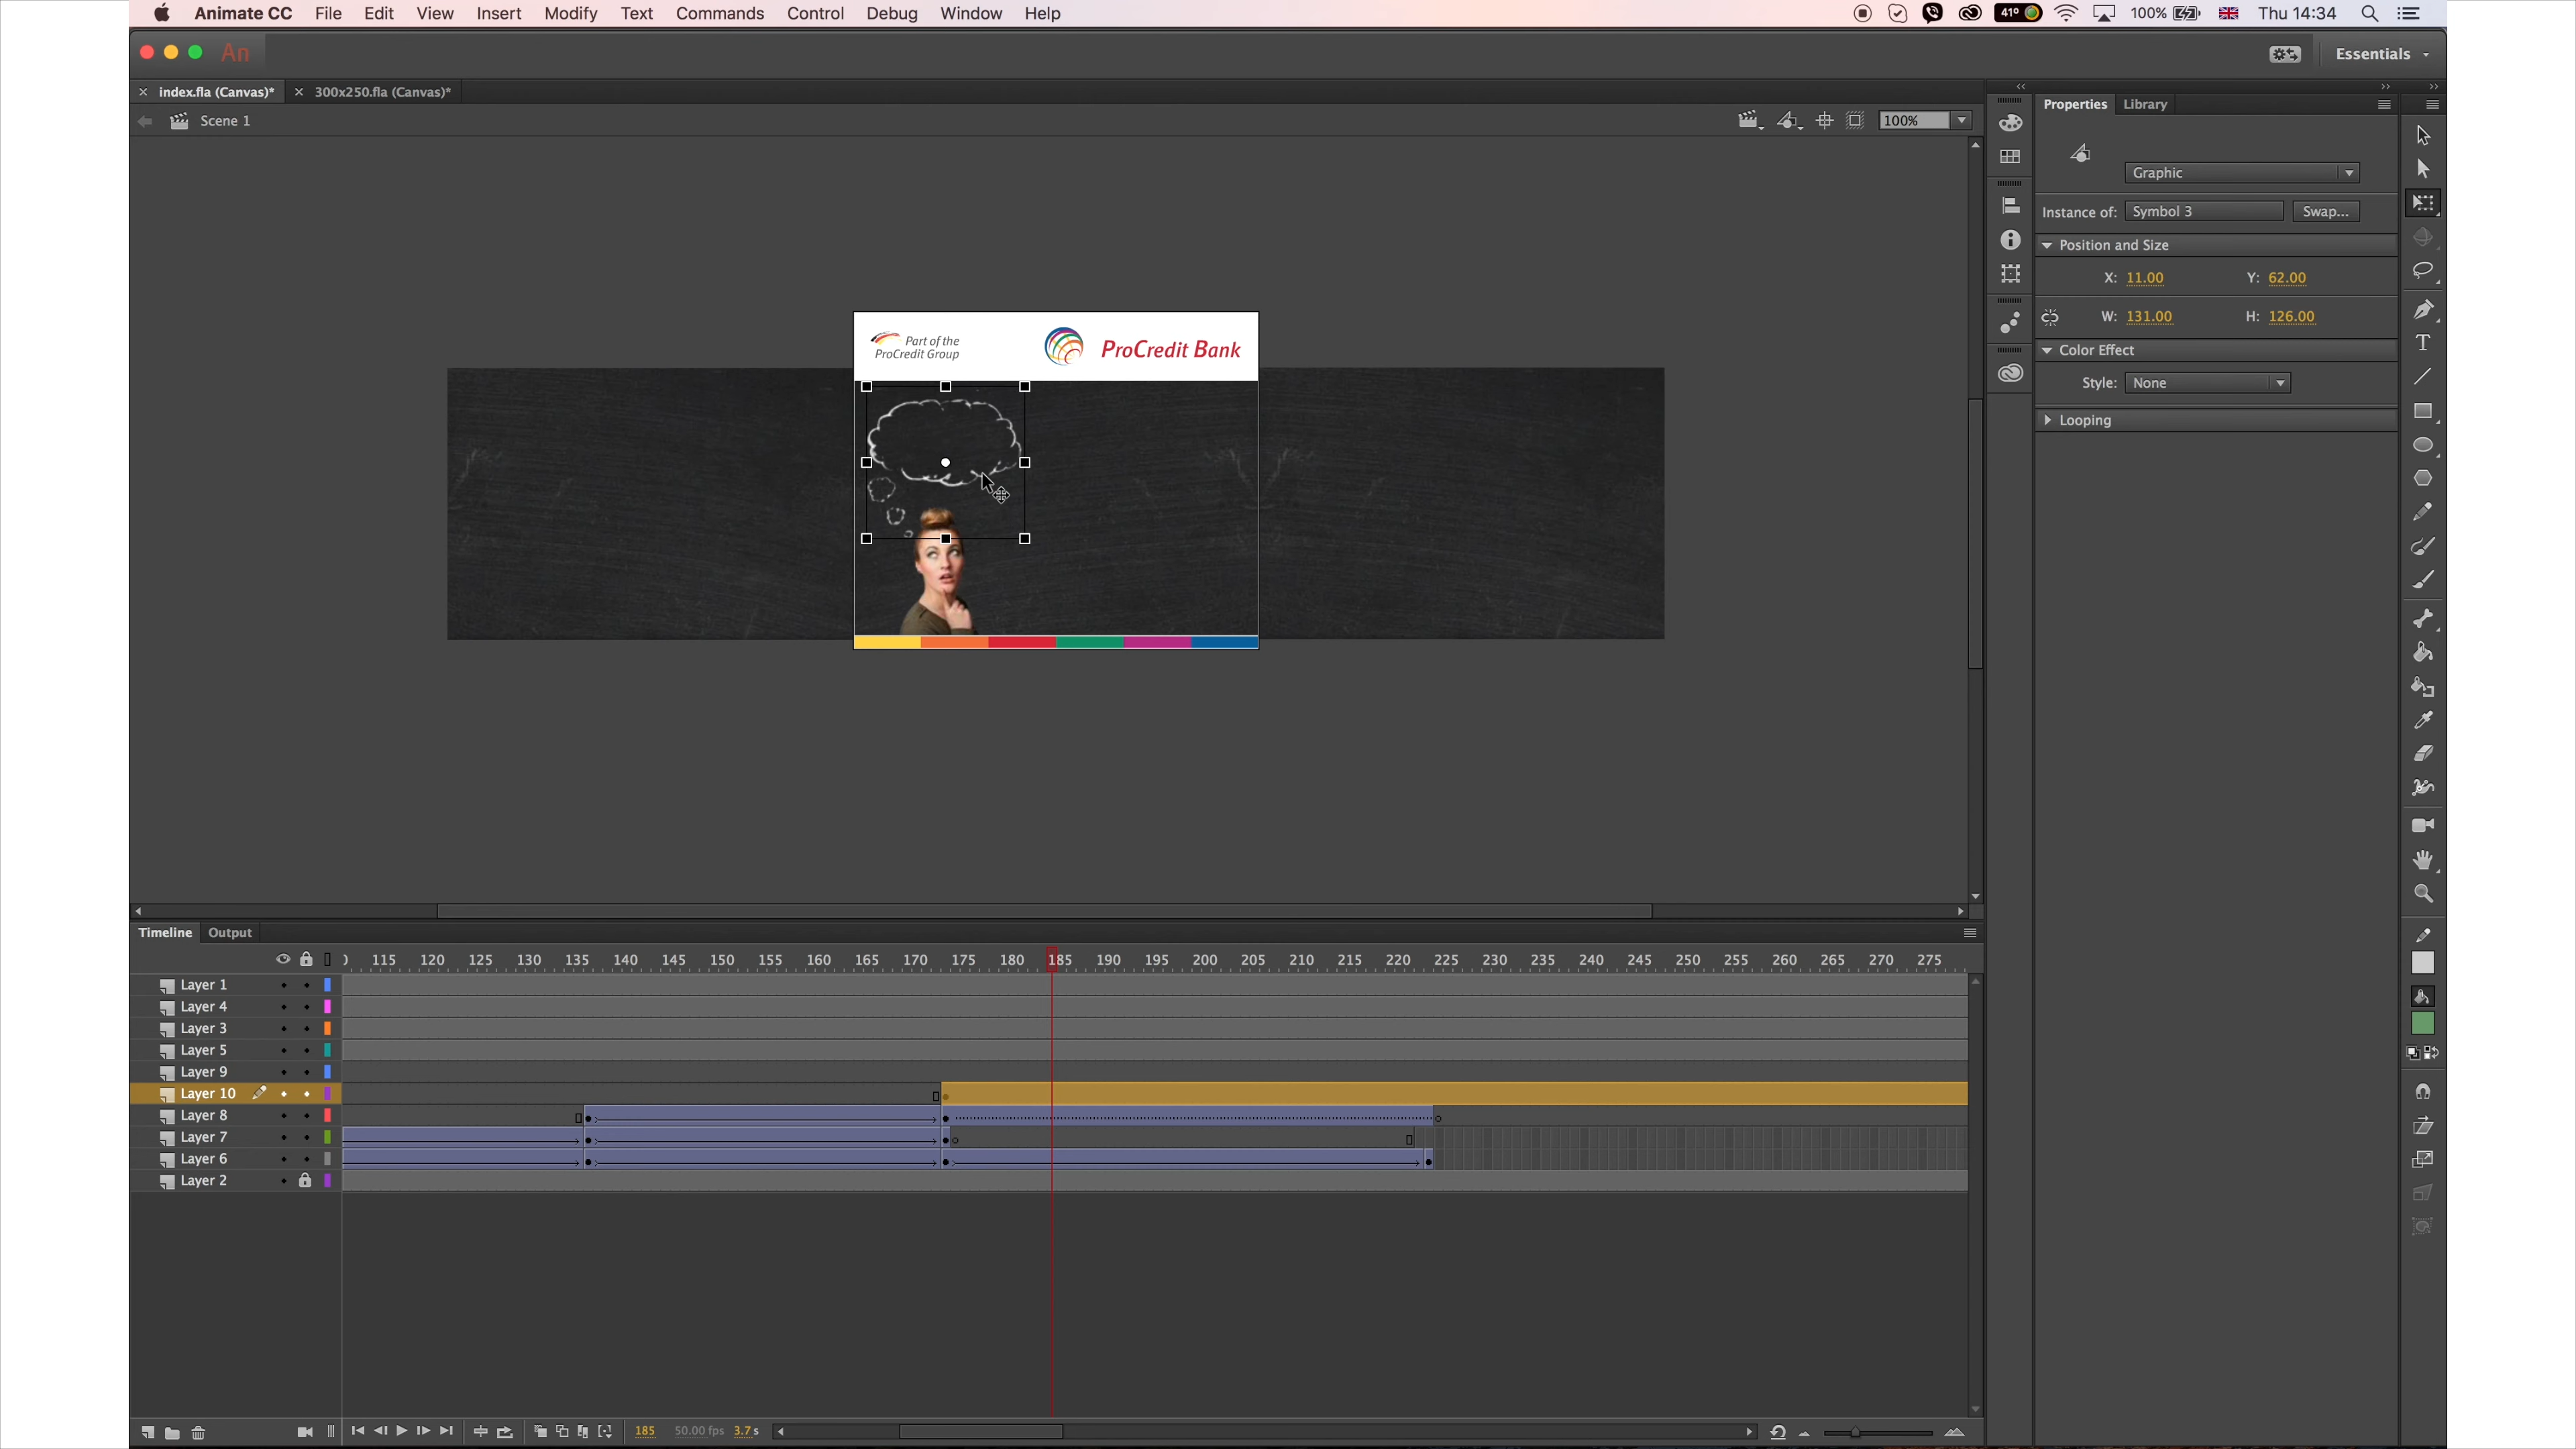 Animate CC File Edit View Insert Modify Text Commands Control Debug Window Help
41° 100% Thu 14:34
An
Essentials
index.fla (Canvas)* 300x250.fla (Canvas)*
Scene 1
100%
Properties Library
Graphic
Instance of: Symbol 3 Swap...
Position and Size
X: 11.00 Y: 62.00
W: 131.00 H: 126.00
Color Effect
Style: None
Looping
Part of the
ProCredit Group
ProCredit Bank
Timeline Output
115 120 125 130 135 140 145 150 155 160 165 170 175 180 185 190 195 200 205 210 215 220 225 230 235 240 245 250 255 260 265 270 275
Layer 1
Layer 4
Layer 3
Layer 5
Layer 9
Layer 10
Layer 8
Layer 7
Layer 6
Layer 2
185 50.00 fps 3.7 s